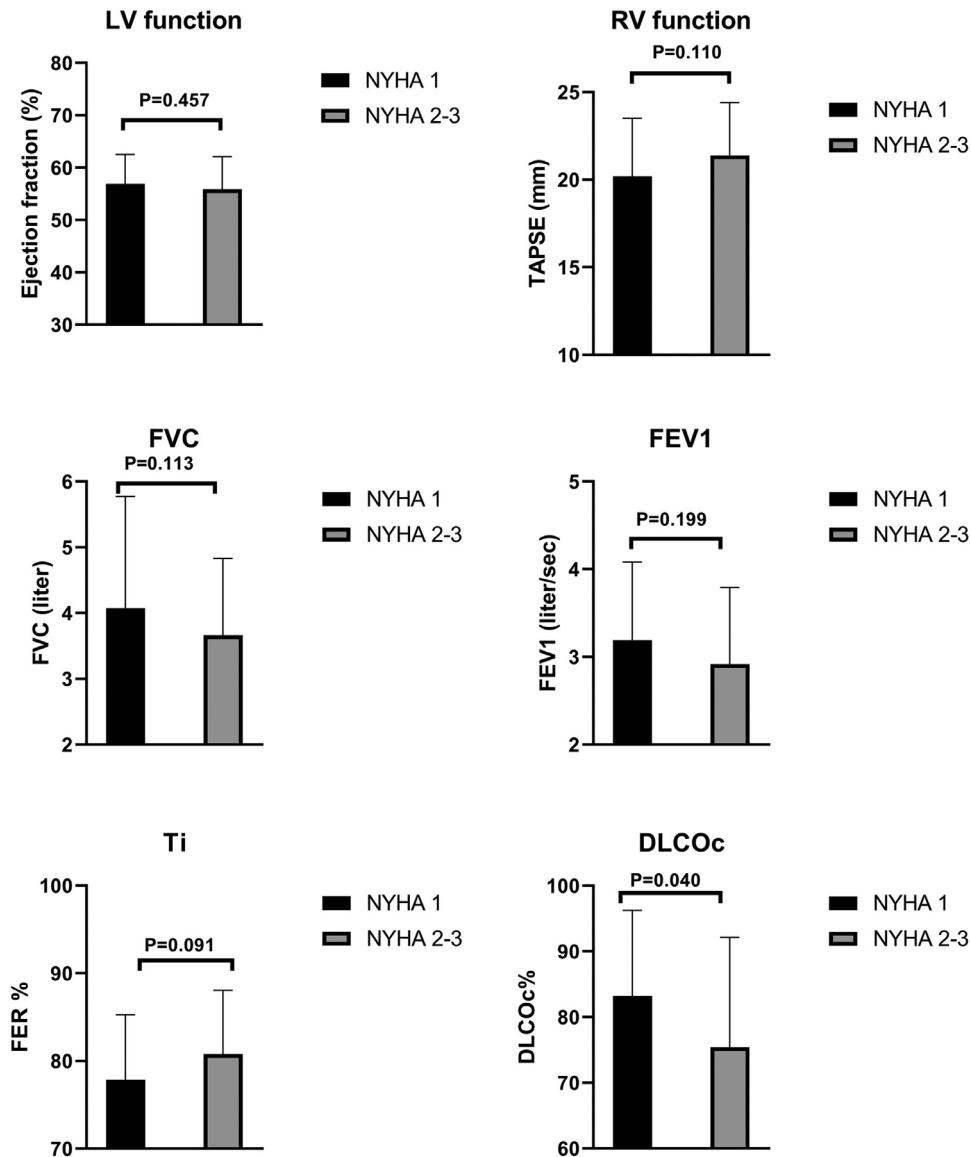 LV function
80
70
60
50
40
30
Ejection fraction (%)
P=0.457
NYHA 1
NYHA 2-3
RV function
25
20
15
10
TAPSE (mm)
P=0.110
NYHA 1
NYHA 2-3
FVC
6
5
4
3
2
FVC (liter)
P=0.113
NYHA 1
NYHA 2-3
FEV1
5
4
3
2
FEV1 (liter/sec)
P=0.199
NYHA 1
NYHA 2-3
Ti
100
90
80
70
FER %
P=0.091
NYHA 1
NYHA 2-3
DLCOc
100
90
80
70
60
DLCOc%
P=0.040
NYHA 1
NYHA 2-3